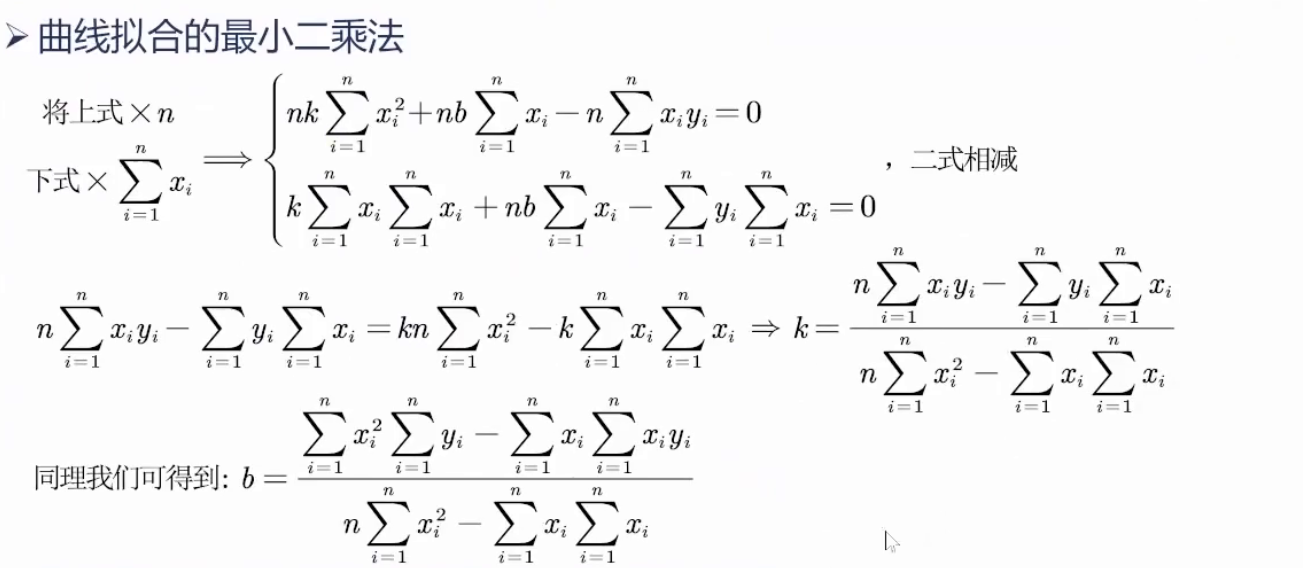 ➢ 曲线拟合的最小二乘法
将上式×n
下式×\sum_{i=1}^{n} x_i
⟹ \begin{cases} nk\sum_{i=1}^{n} x_i^2 + nb\sum_{i=1}^{n} x_i - n\sum_{i=1}^{n} x_i y_i = 0 \\ k\sum_{i=1}^{n} x_i \sum_{i=1}^{n} x_i + nb\sum_{i=1}^{n} x_i - \sum_{i=1}^{n} y_i \sum_{i=1}^{n} x_i = 0 \end{cases} ，二式相减
n\sum_{i=1}^{n} x_i y_i - \sum_{i=1}^{n} y_i \sum_{i=1}^{n} x_i = kn\sum_{i=1}^{n} x_i^2 - k\sum_{i=1}^{n} x_i \sum_{i=1}^{n} x_i ⇒ k = \frac{n\sum_{i=1}^{n} x_i y_i - \sum_{i=1}^{n} y_i \sum_{i=1}^{n} x_i}{n\sum_{i=1}^{n} x_i^2 - \sum_{i=1}^{n} x_i \sum_{i=1}^{n} x_i}
同理我们可得到: b = \frac{\sum_{i=1}^{n} x_i^2 \sum_{i=1}^{n} y_i - \sum_{i=1}^{n} x_i \sum_{i=1}^{n} x_i y_i}{n\sum_{i=1}^{n} x_i^2 - \sum_{i=1}^{n} x_i \sum_{i=1}^{n} x_i}